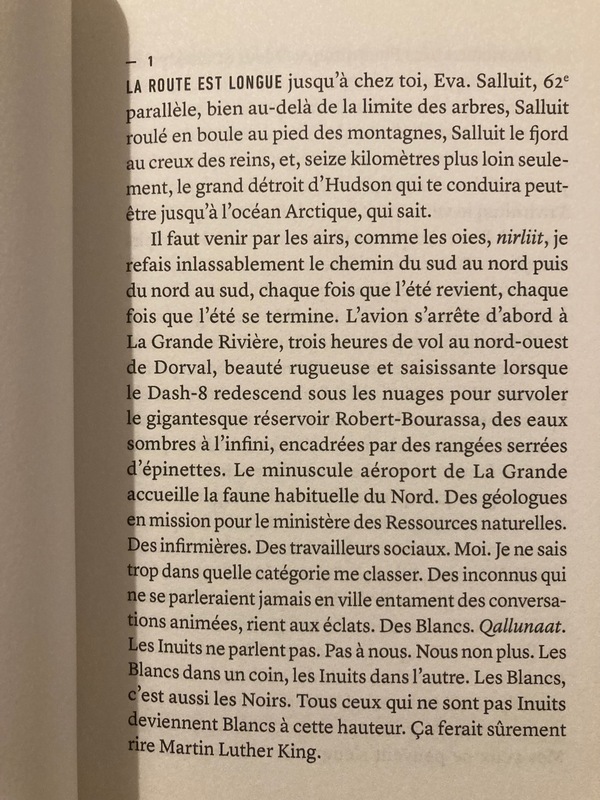 – 1
LA ROUTE EST LONGUE jusqu'à chez toi, Eva. Salluit, 62e
parallèle, bien au-delà de la limite des arbres, Salluit
roulé en boule au pied des montagnes, Salluit le fjord
au creux des reins, et, seize kilomètres plus loin seule-
ment, le grand détroit d'Hudson qui te conduira peut-
être jusqu'à l'océan Arctique, qui sait.
Il faut venir par les airs, comme les oies, nirliit, je
refais inlassablement le chemin du sud au nord puis
du nord au sud, chaque fois que l'été revient, chaque
fois que l'été se termine. L'avion s'arrête d'abord à
La Grande Rivière, trois heures de vol au nord-ouest
de Dorval, beauté rugueuse et saisissante lorsque
le Dash-8 redescend sous les nuages pour survoler
le gigantesque réservoir Robert-Bourassa, des eaux
sombres à l'infini, encadrées par des rangées serrées
d'épinettes. Le minuscule aéroport de La Grande
accueille la faune habituelle du Nord. Des géologues
en mission pour le ministère des Ressources naturelles.
Des infirmières. Des travailleurs sociaux. Moi. Je ne sais
trop dans quelle catégorie me classer. Des inconnus qui
ne se parleraient jamais en ville entament des conversa-
tions animées, rient aux éclats. Des Blancs. Qallunaat.
Les Inuits ne parlent pas. Pas à nous. Nous non plus. Les
Blancs dans un coin, les Inuits dans l'autre. Les Blancs,
c'est aussi les Noirs. Tous ceux qui ne sont pas Inuits
deviennent Blancs à cette hauteur. Ça ferait sûrement
rire Martin Luther King.